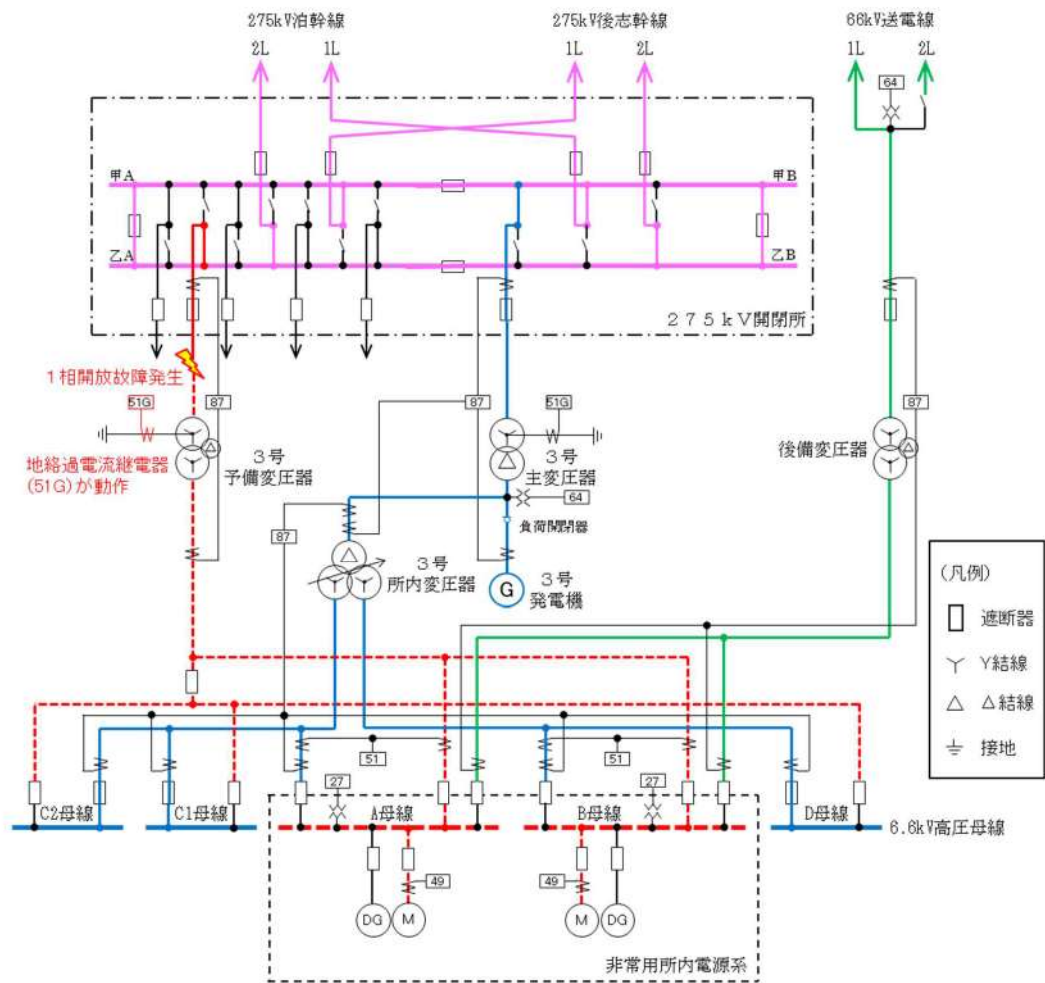 275kV泊幹線
275kV後志幹線
66kV送電線
2L
1L
1L
2L
1L
2L
64
甲A
甲B
乙A
乙B
275kV開閉所
1相開放故障発生
51G
87
87
51G
87
地絡過電流継電器
(51G)が動作
3号
予備変圧器
3号
主変圧器
後備変圧器
64
負荷開閉器
87
3号
所内変圧器
G
3号
発電機
(凡例)
遮断器
Y結線
△結線
接地
51
51
27
27
C2母線
C1母線
A母線
B母線
D母線
6.6kV高圧母線
49
49
DG
M
M
DG
非常用所内電源系